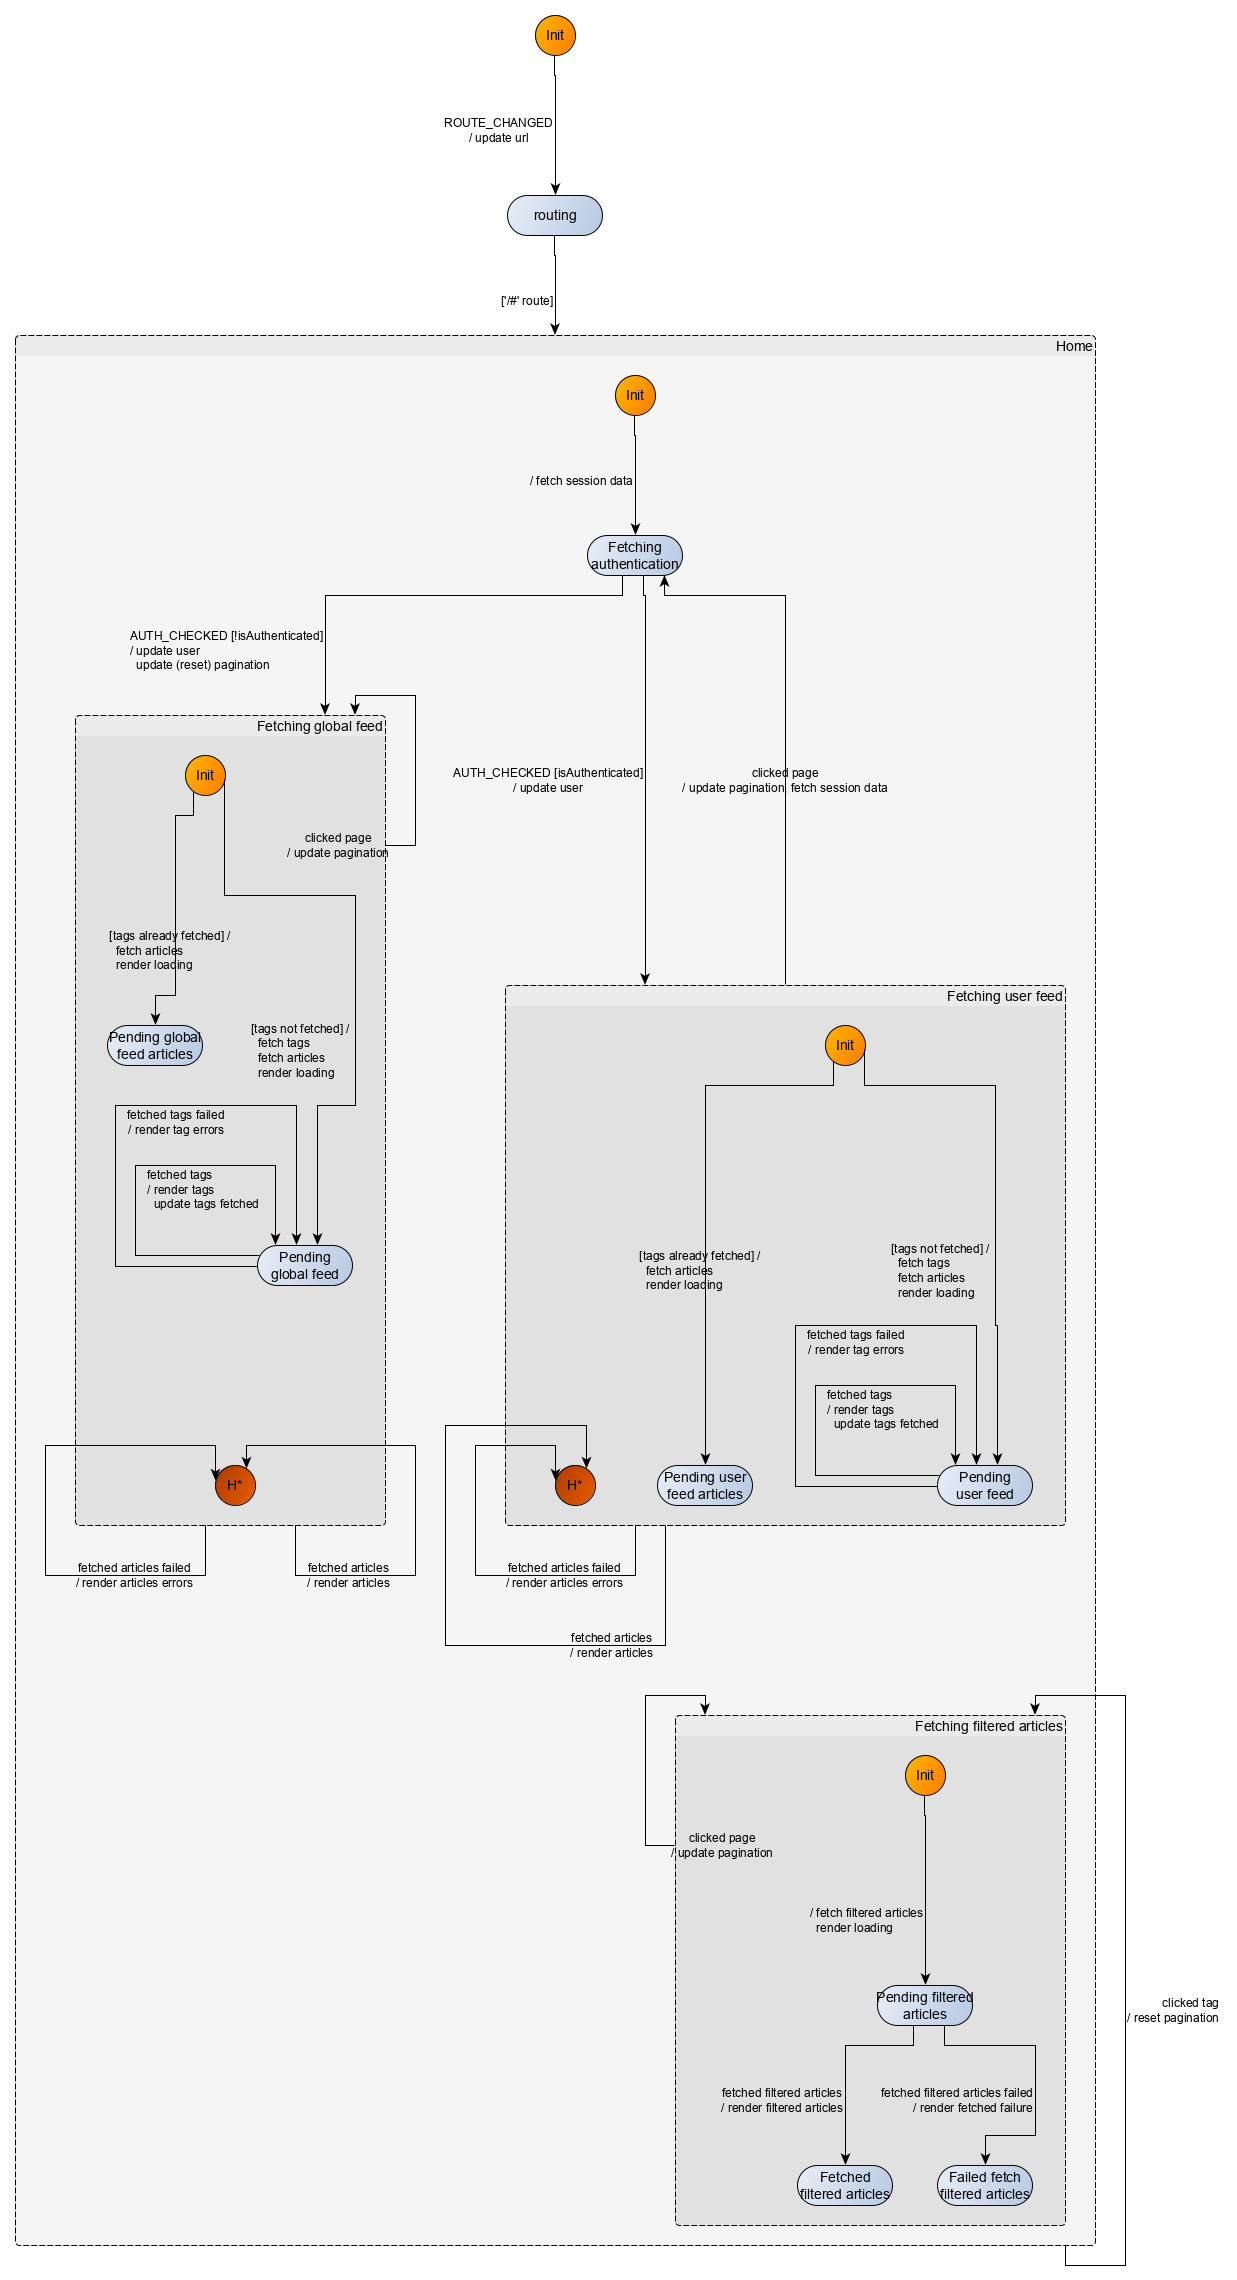 Init
ROUTE_CHANGED
/ update url
routing
['/#' route]
Home
Init
/ fetch session data
Fetching
authentication
AUTH_CHECKED [!isAuthenticated]
/ update user
update (reset) pagination
Fetching global feed
Init
AUTH_CHECKED [isAuthenticated]
/ update user
clicked page
/ update pagination, fetch session data
clicked page
/ update pagination
[tags already fetched] /
fetch articles
render loading
Pending global
feed articles
[tags not fetched] /
fetch tags
fetch articles
render loading
fetched tags failed
/ render tag errors
fetched tags
/ render tags
update tags fetched
Pending
global feed
H*
fetched articles failed
/ render articles errors
fetched articles
/ render articles
Fetching user feed
Init
[tags already fetched] /
fetch articles
render loading
[tags not fetched] /
fetch tags
fetch articles
render loading
fetched tags failed
/ render tag errors
fetched tags
/ render tags
update tags fetched
H*
Pending user
feed articles
Pending
user feed
fetched articles failed
/ render articles errors
fetched articles
/ render articles
Fetching filtered articles
Init
clicked page
/ update pagination
/ fetch filtered articles
render loading
Pending filtered
articles
clicked tag
/ reset pagination
fetched filtered articles
/ render filtered articles
fetched filtered articles failed
/ render fetched failure
Fetched
filtered articles
Failed fetch
filtered articles